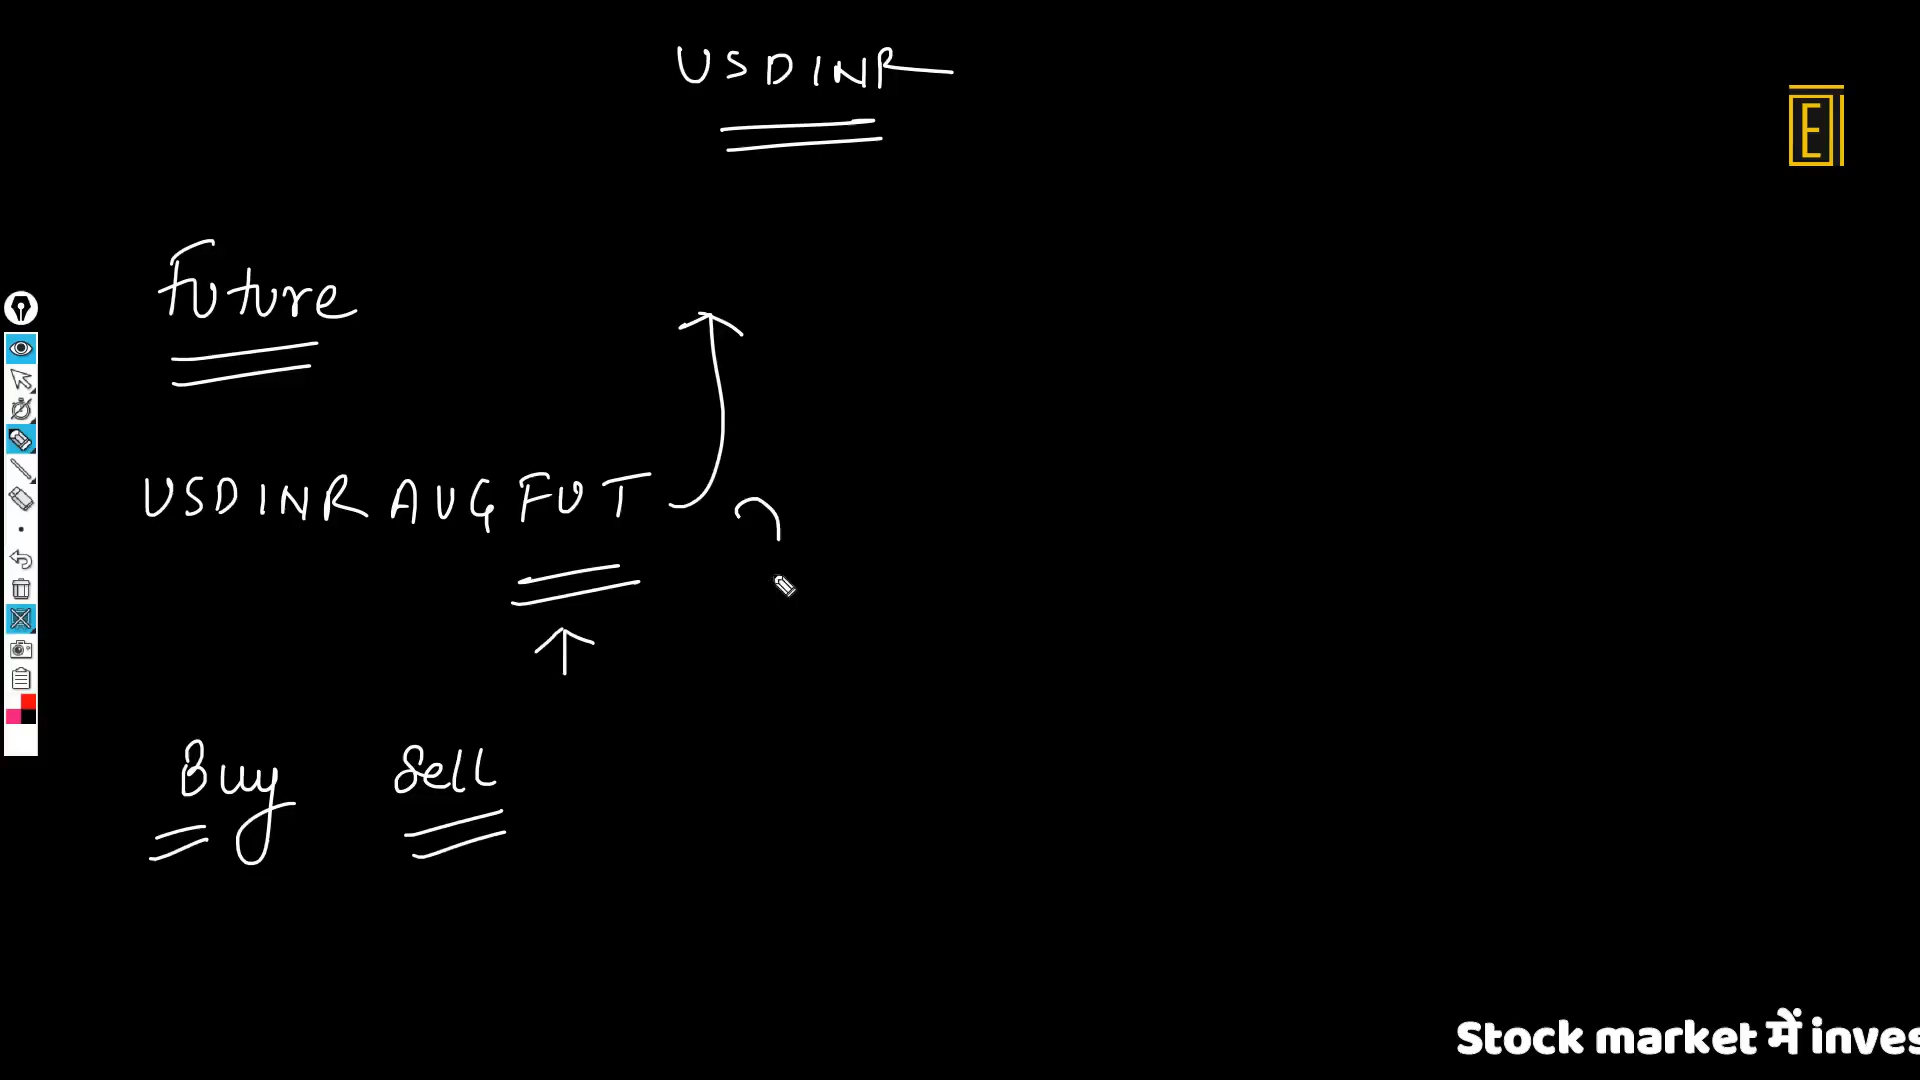 USDINR
E
Future
USDINR AUG FUT
Buy Sell
Stock market में inves